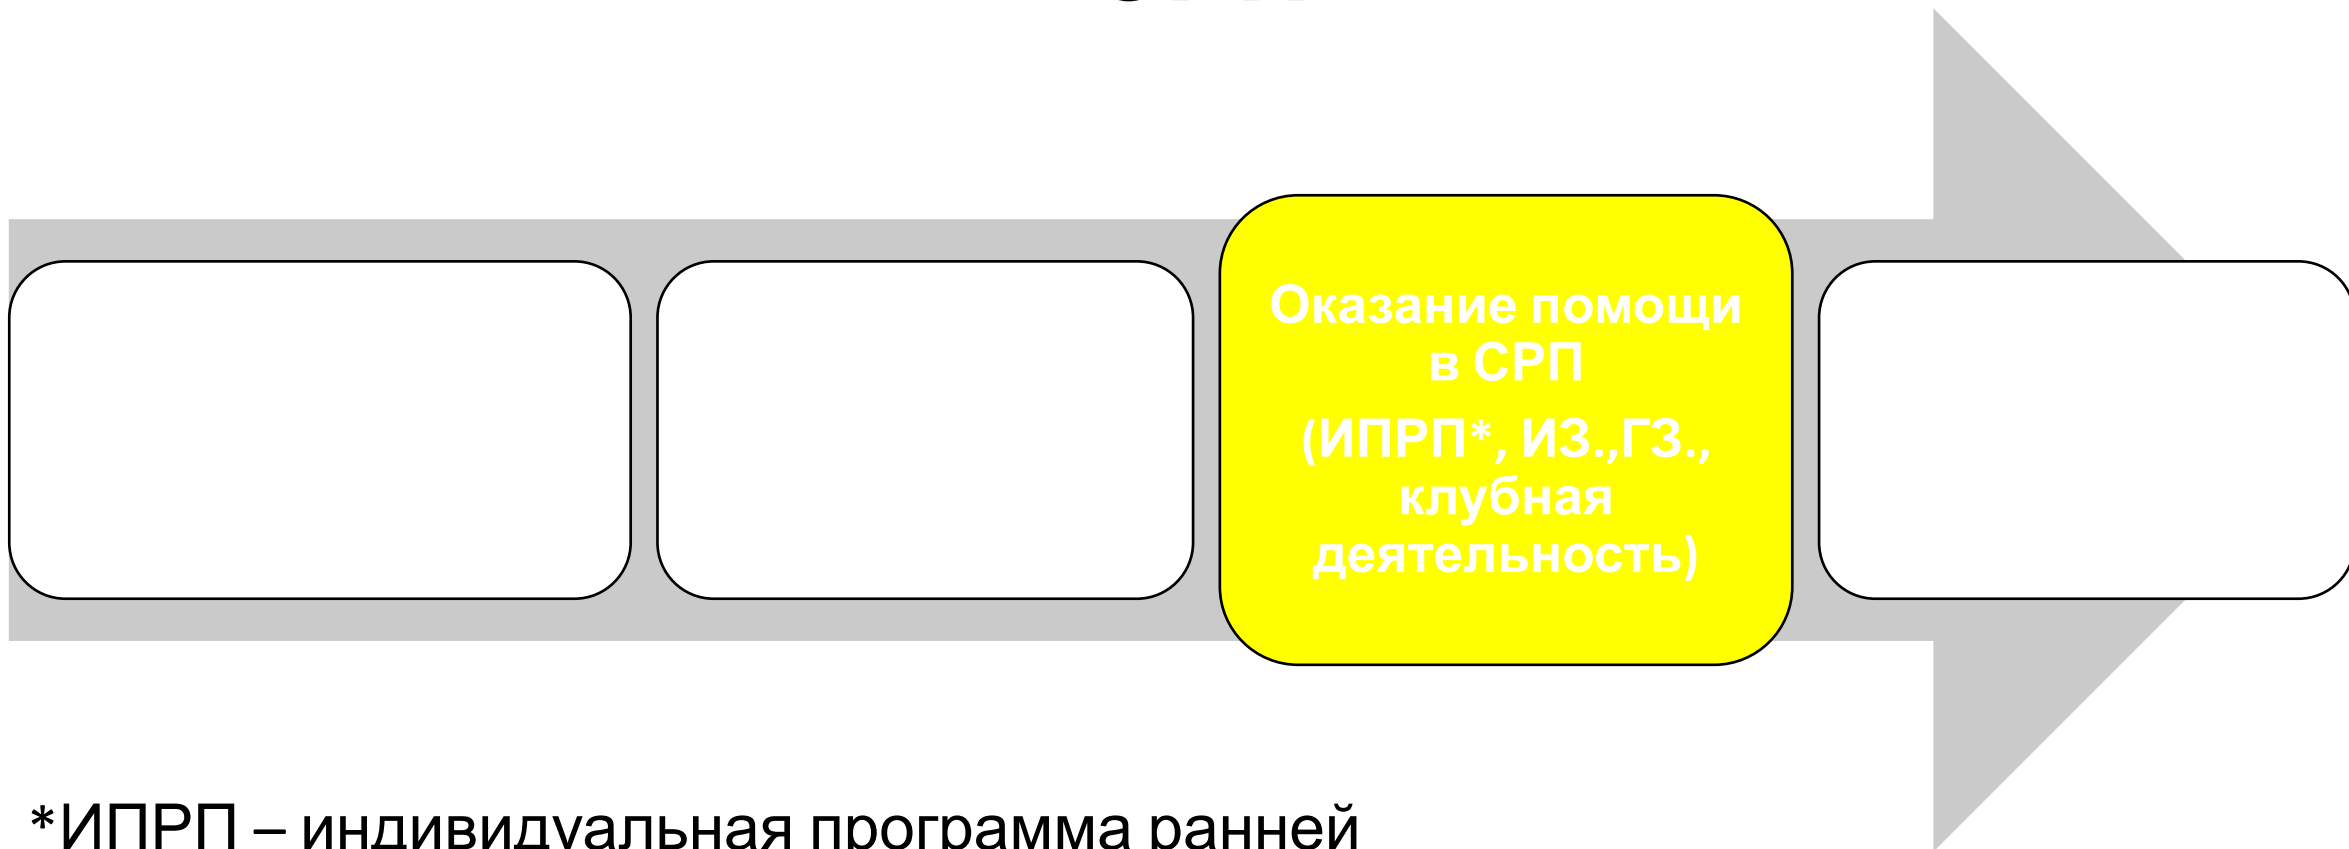 Оказание помощи
в СРП
(ИПРП*, ИЗ.,ГЗ.,
клубная
деятельность)
*ИПРП – индивидуальная программа ранней